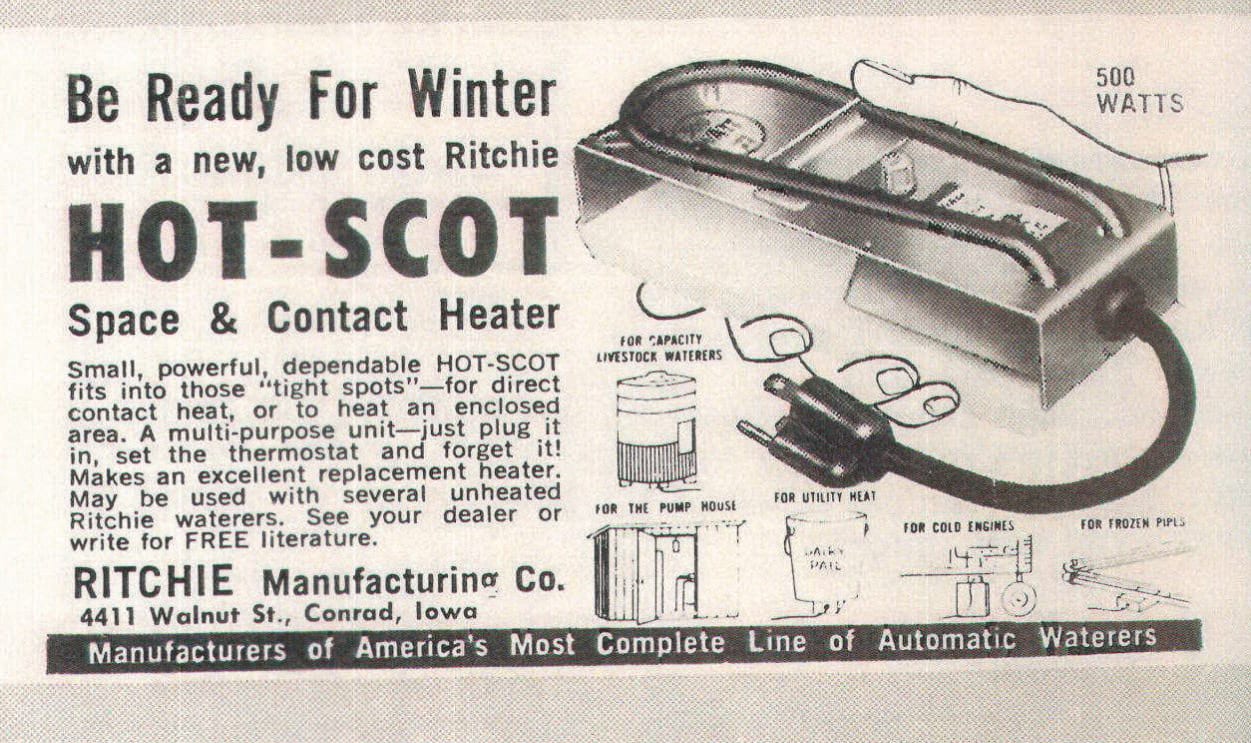 Be Ready For Winter
with a new, low cost Ritchie
HOT-SCOT
Space & Contact Heater
Small, powerful, dependable HOT-SCOT
fits into those "tight spots"—for direct
contact heat, or to heat an enclosed
area. A multi-purpose unit—just plug it
in, set the thermostat and forget it!
Makes an excellent replacement heater.
May be used with several unheated
Ritchie waterers. See your dealer or
write for FREE literature.
RITCHIE Manufacturing Co.
4411 Walnut St., Conrad, Iowa
500
WATTS
FOR CAPACITY
LIVESTOCK WATERERS
FOR THE PUMP HOUSE
FOR UTILITY HEAT
DAIRY
PAIL
FOR COLD ENGINES
FOR FROZEN PIPES
Manufacturers of America's Most Complete Line of Automatic Waterers